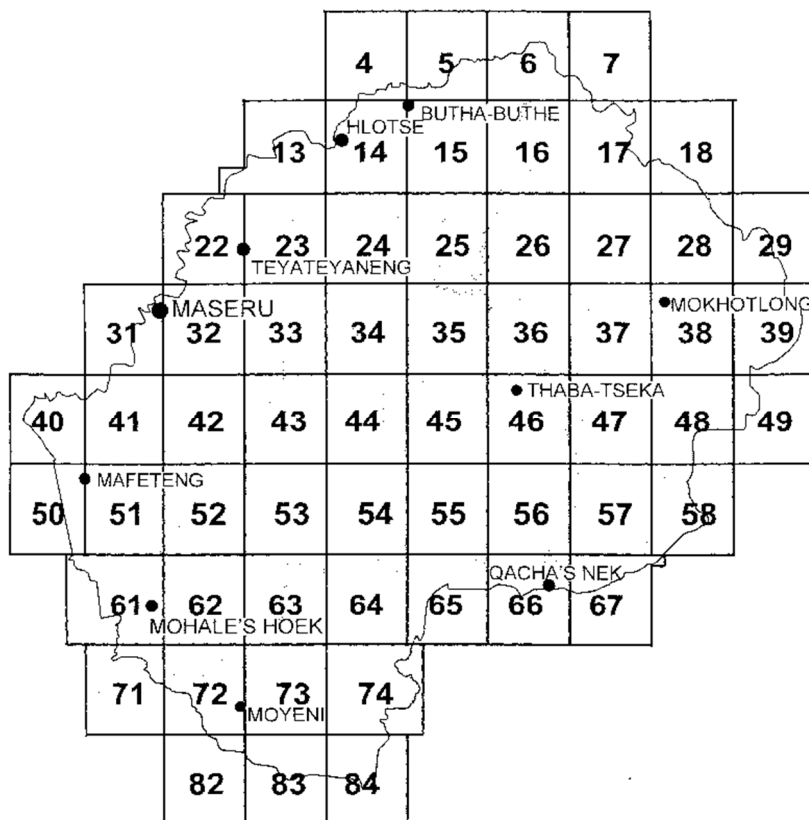 4 5 6 7
BUTHA-BUTHE
HLOTSE
13 14 15 16 17 18
22 23 24 25 26 27 28 29
TEYATEYANENG
MOKHOTLONG
MASERU
31 32 33 34 35 36 37 38 39
THABA-TSEKA
40 41 42 43 44 45 46 47 48 49
MAFETENG
50 51 52 53 54 55 56 57 58
QACHA'S NEK
61 62 63 64 65 66 67
MOHALE'S HOEK
71 72 73 74
MOYENI
82 83 84